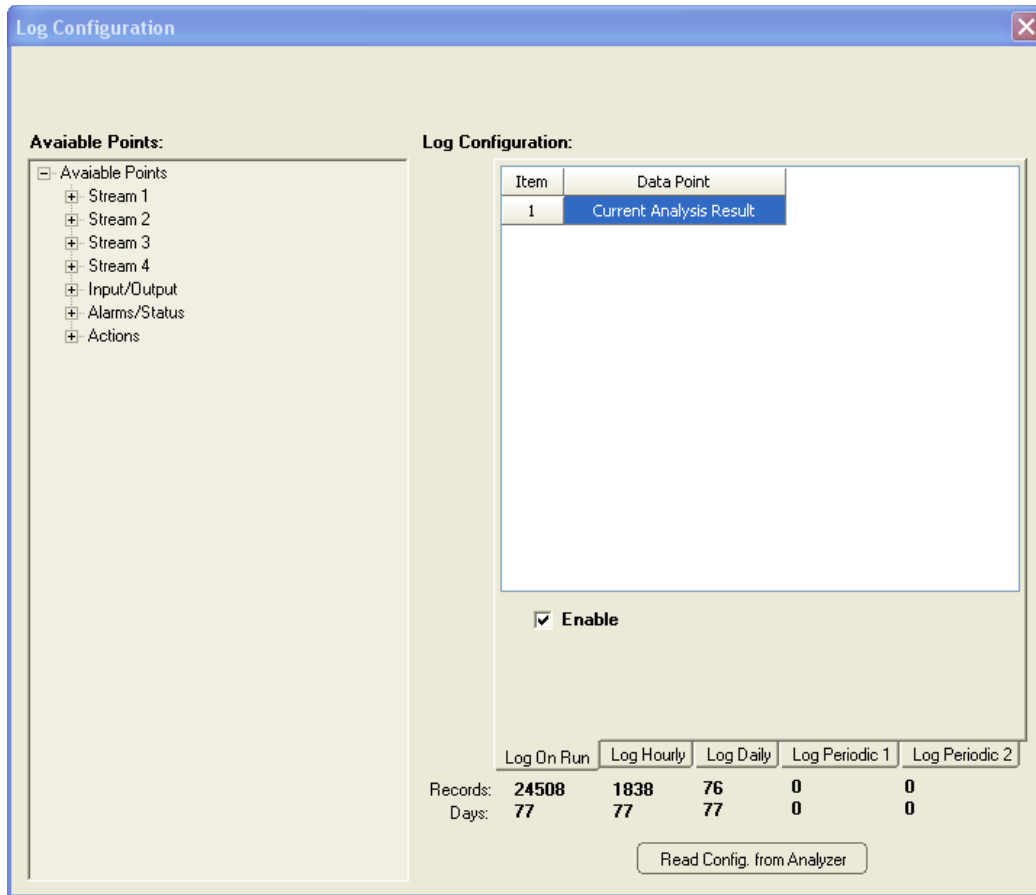 Log Configuration
Avaiable Points:
Log Configuration:
Avaiable Points
Stream 1
Stream 2
Stream 3
Stream 4
Input/Output
Alarms/Status
Actions
Item Data Point
1 Current Analysis Result
Enable
Log On Run Log Hourly Log Daily Log Periodic 1 Log Periodic 2
Records: 24508 1838 76 0 0
Days: 77 77 77 0 0
Read Config. from Analyzer